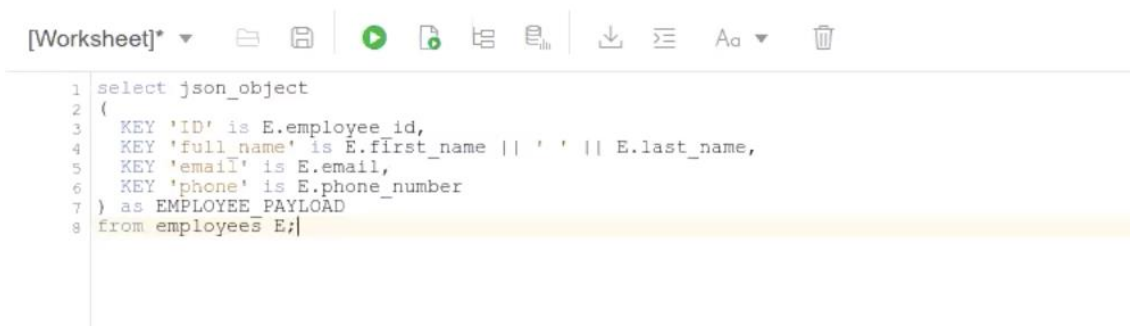 [Worksheet]* Aa
1 select json_object
2 (
3 KEY 'ID' is E.employee_id,
4 KEY 'full_name' is E.first_name || ' ' || E.last_name,
5 KEY 'email' is E.email,
6 KEY 'phone' is E.phone_number
7 ) as EMPLOYEE_PAYLOAD
8 from employees E;